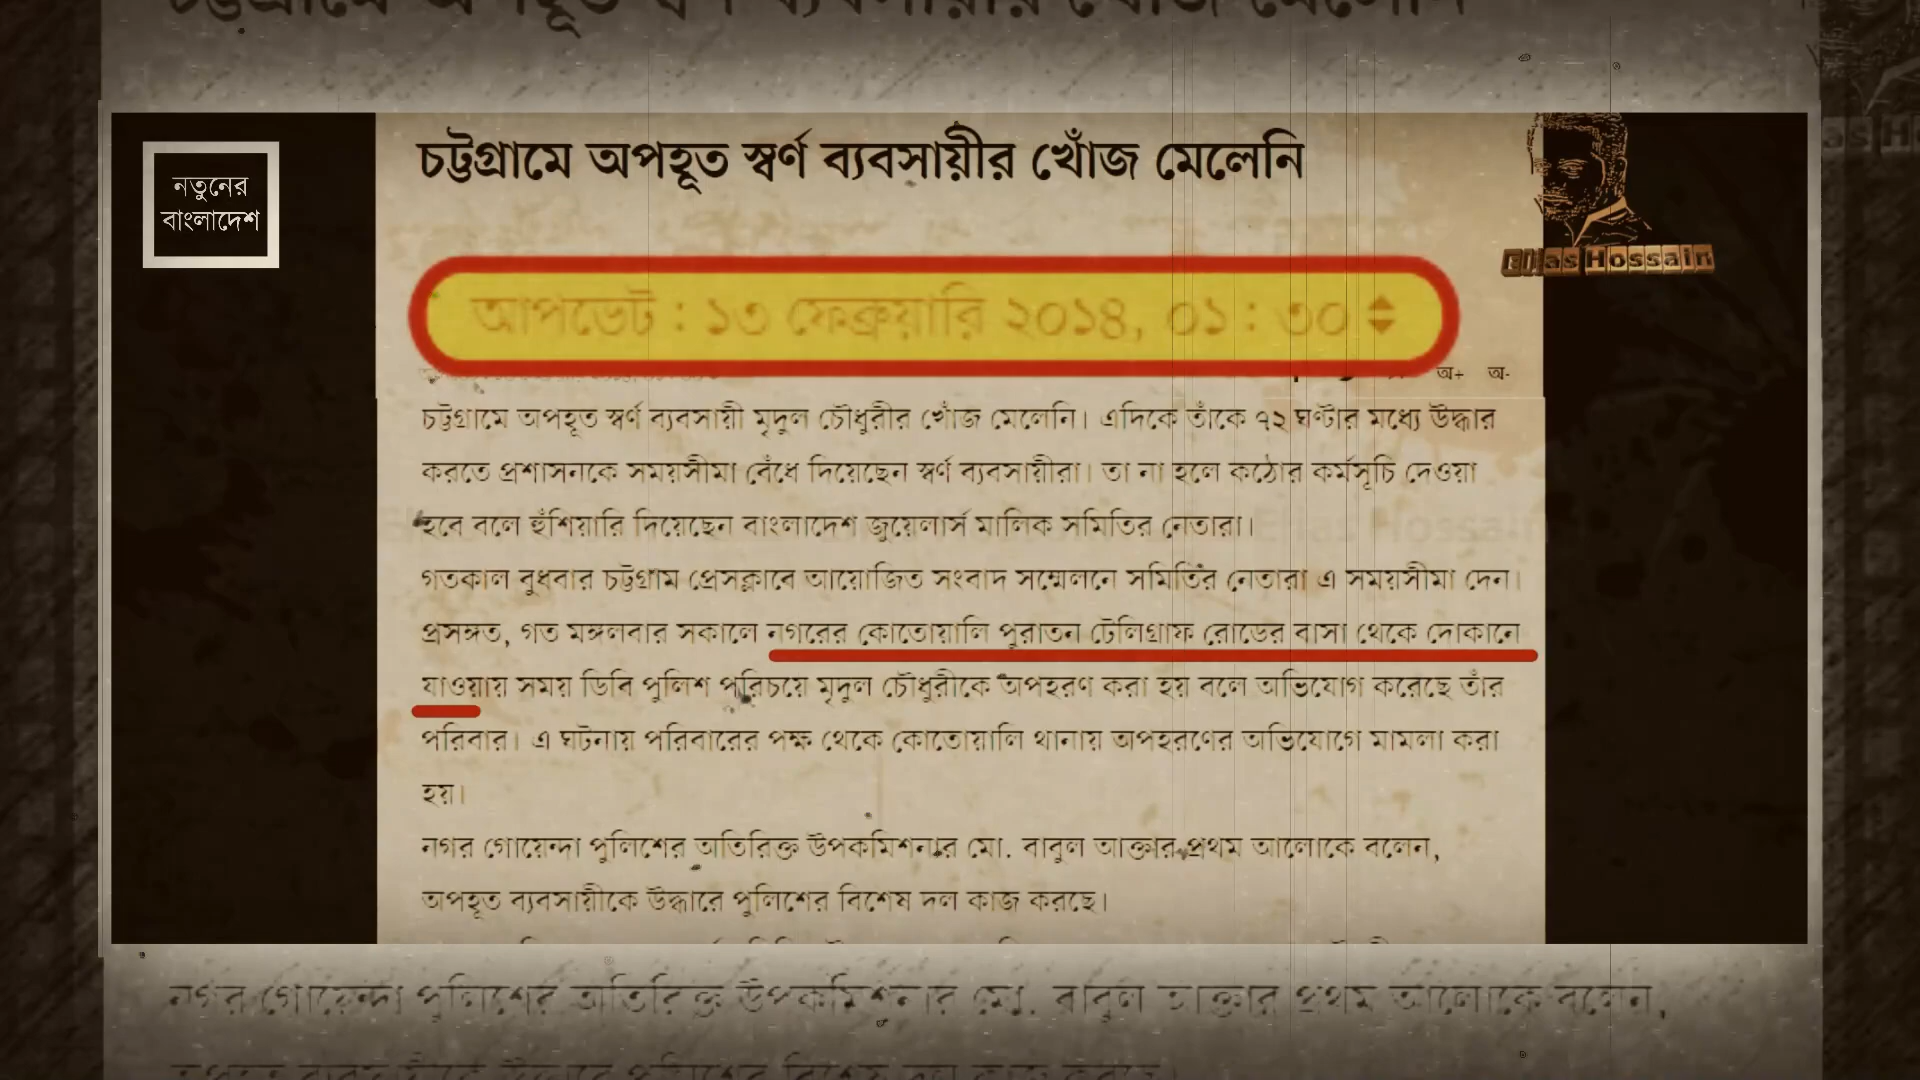 নতুনের
বাংলাদেশ
চট্টগ্রামে অপহৃত স্বর্ণ ব্যবসায়ীর খোঁজ মেলেনি
Elias Hossain
আপডেট : ১৩ ফেব্রুয়ারি ২০১৪, ০১ : ৩০
অ+ অ-
চট্টগ্রামে অপহৃত স্বর্ণ ব্যবসায়ী মৃদুল চৌধুরীর খোঁজ মেলেনি। এদিকে তাঁকে ৭২ ঘণ্টার মধ্যে উদ্ধার
করতে প্রশাসনকে সময়সীমা বেঁধে দিয়েছেন স্বর্ণ ব্যবসায়ীরা। তা না হলে কঠোর কর্মসূচি দেওয়া
হবে বলে হুঁশিয়ারি দিয়েছেন বাংলাদেশ জুয়েলার্স মালিক সমিতির নেতারা।
গতকাল বুধবার চট্টগ্রাম প্রেসক্লাবে আয়োজিত সংবাদ সম্মেলনে সমিতির নেতারা এ সময়সীমা দেন।
প্রসঙ্গত, গত মঙ্গলবার সকালে নগরের কোতোয়ালি পুরাতন টেলিগ্রাফ রোডের বাসা থেকে দোকানে
যাওয়ায় সময় ডিবি পুলিশ পরিচয়ে মৃদুল চৌধুরীকে অপহরণ করা হয় বলে অভিযোগ করেছে তাঁর
পরিবার। এ ঘটনায় পরিবারের পক্ষ থেকে কোতোয়ালি থানায় অপহরণের অভিযোগে মামলা করা
হয়।
নগর গোয়েন্দা পুলিশের অতিরিক্ত উপকমিশনার মো. বাবুল আক্তার প্রথম আলোকে বলেন,
অপহৃত ব্যবসায়ীকে উদ্ধারে পুলিশের বিশেষ দল কাজ করছে।
নগর গোয়েন্দা পুলিশের অতিরিক্ত উপকমিশনার মো. বাবুল আক্তার প্রথম আলোকে বলেন,